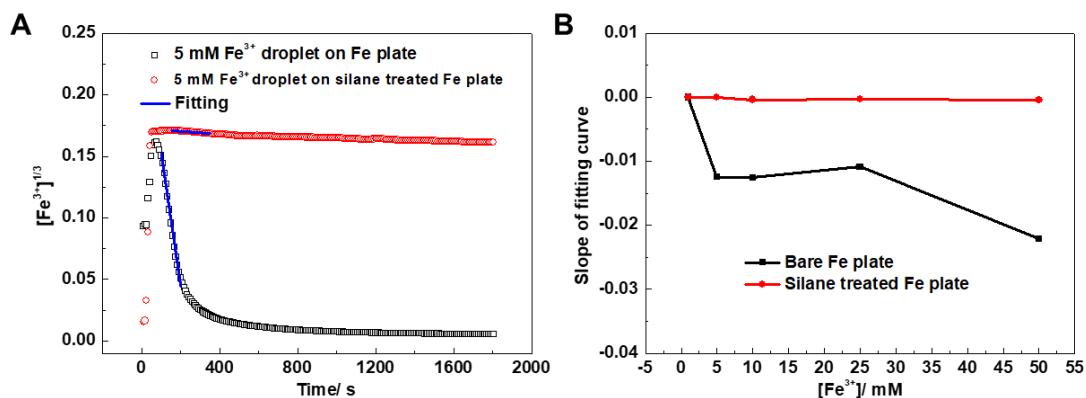 A
[Fe³⁺]¹ᐟ³
0.25
0.20
0.15
0.10
0.05
0.00
5 mM Fe³⁺ droplet on Fe plate
5 mM Fe³⁺ droplet on silane treated Fe plate
Fitting
0 400 800 1200 1600 2000
Time/ s
B
Slope of fitting curve
0.01
0.00
-0.01
-0.02
-0.03
-0.04
Bare Fe plate
Silane treated Fe plate
-5 0 5 10 15 20 25 30 35 40 45 50 55
[Fe³⁺]/ mM